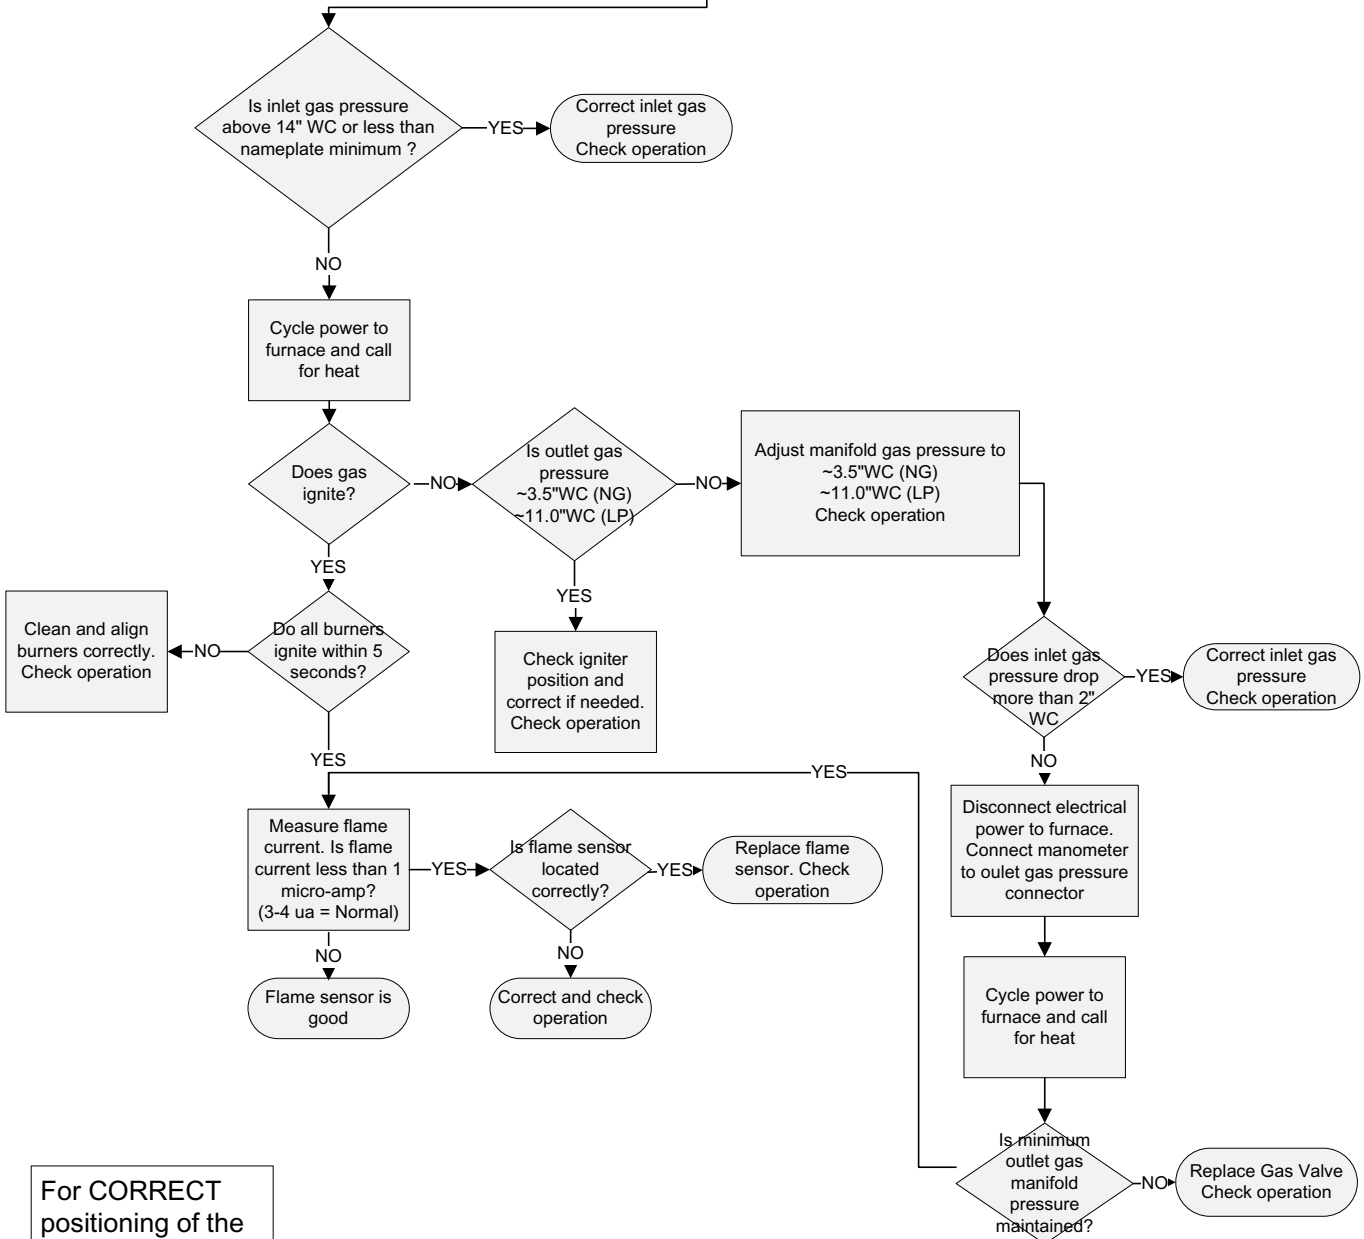 Is inlet gas pressure
above 14" WC or less than
nameplate minimum ?
YES
Correct inlet gas
pressure
Check operation
NO
Cycle power to
furnace and call
for heat
Does gas
ignite?
NO
Is outlet gas
pressure
~3.5"WC (NG)
~11.0"WC (LP)
NO
Adjust manifold gas pressure to
~3.5"WC (NG)
~11.0"WC (LP)
Check operation
YES
YES
Clean and align
burners correctly.
Check operation
NO
Do all burners
ignite within 5
seconds?
Check igniter
position and
correct if needed.
Check operation
Does inlet gas
pressure drop
more than 2"
WC
YES
Correct inlet gas
pressure
Check operation
YES
NO
YES
Measure flame
current. Is flame
current less than 1
micro-amp?
(3-4 ua = Normal)
YES
Is flame sensor
located
correctly?
YES
Replace flame
sensor. Check
operation
Disconnect electrical
power to furnace.
Connect manometer
to oulet gas pressure
connector
NO
NO
Flame sensor is
good
Correct and check
operation
Cycle power to
furnace and call
for heat
Is minimum
outlet gas
manifold
pressure
maintained?
NO
Replace Gas Valve
Check operation
For CORRECT
positioning of the